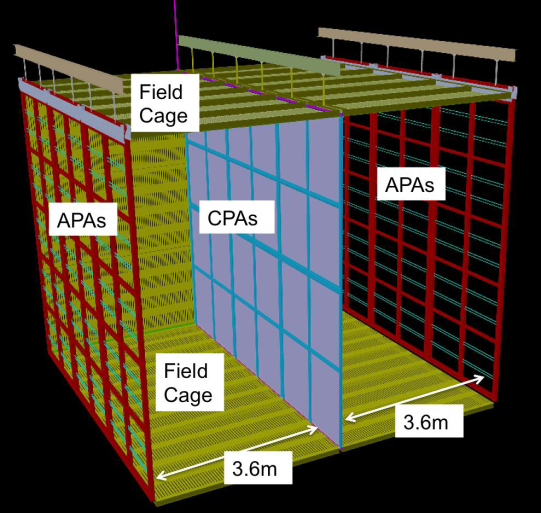 Field
Cage
APAs
CPAs
APAs
Field
Cage
3.6m
3.6m